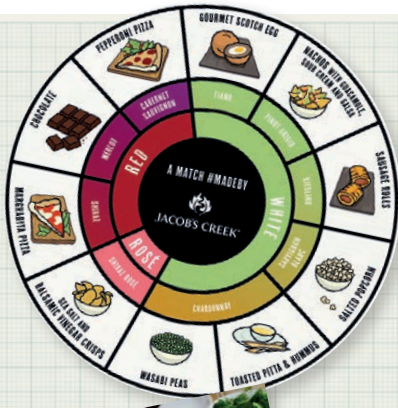 GOURMET SCOTCH EGG
NACHOS WITH GUACAMOLE,
SOUR CREAM AND SALSA
SAUSAGE ROLLS
SALTED POPCORN
TOASTED PITTA & HUMMUS
WASABI PEAS
SEA SALT AND
BALSAMIC VINEGAR CRISPS
MARGHARITA PIZZA
CHOCOLATE
PEPPERONI PIZZA
FIANO
PINOT GRIGIO
RIESLING
SAUVIGNON
BLANC
CHARDONNAY
SHIRAZ ROSÉ
SHIRAZ
MERLOT
CABERNET
SAUVIGNON
RED
WHITE
ROSÉ
A MATCH #MADEBY
JACOB'S CREEK®